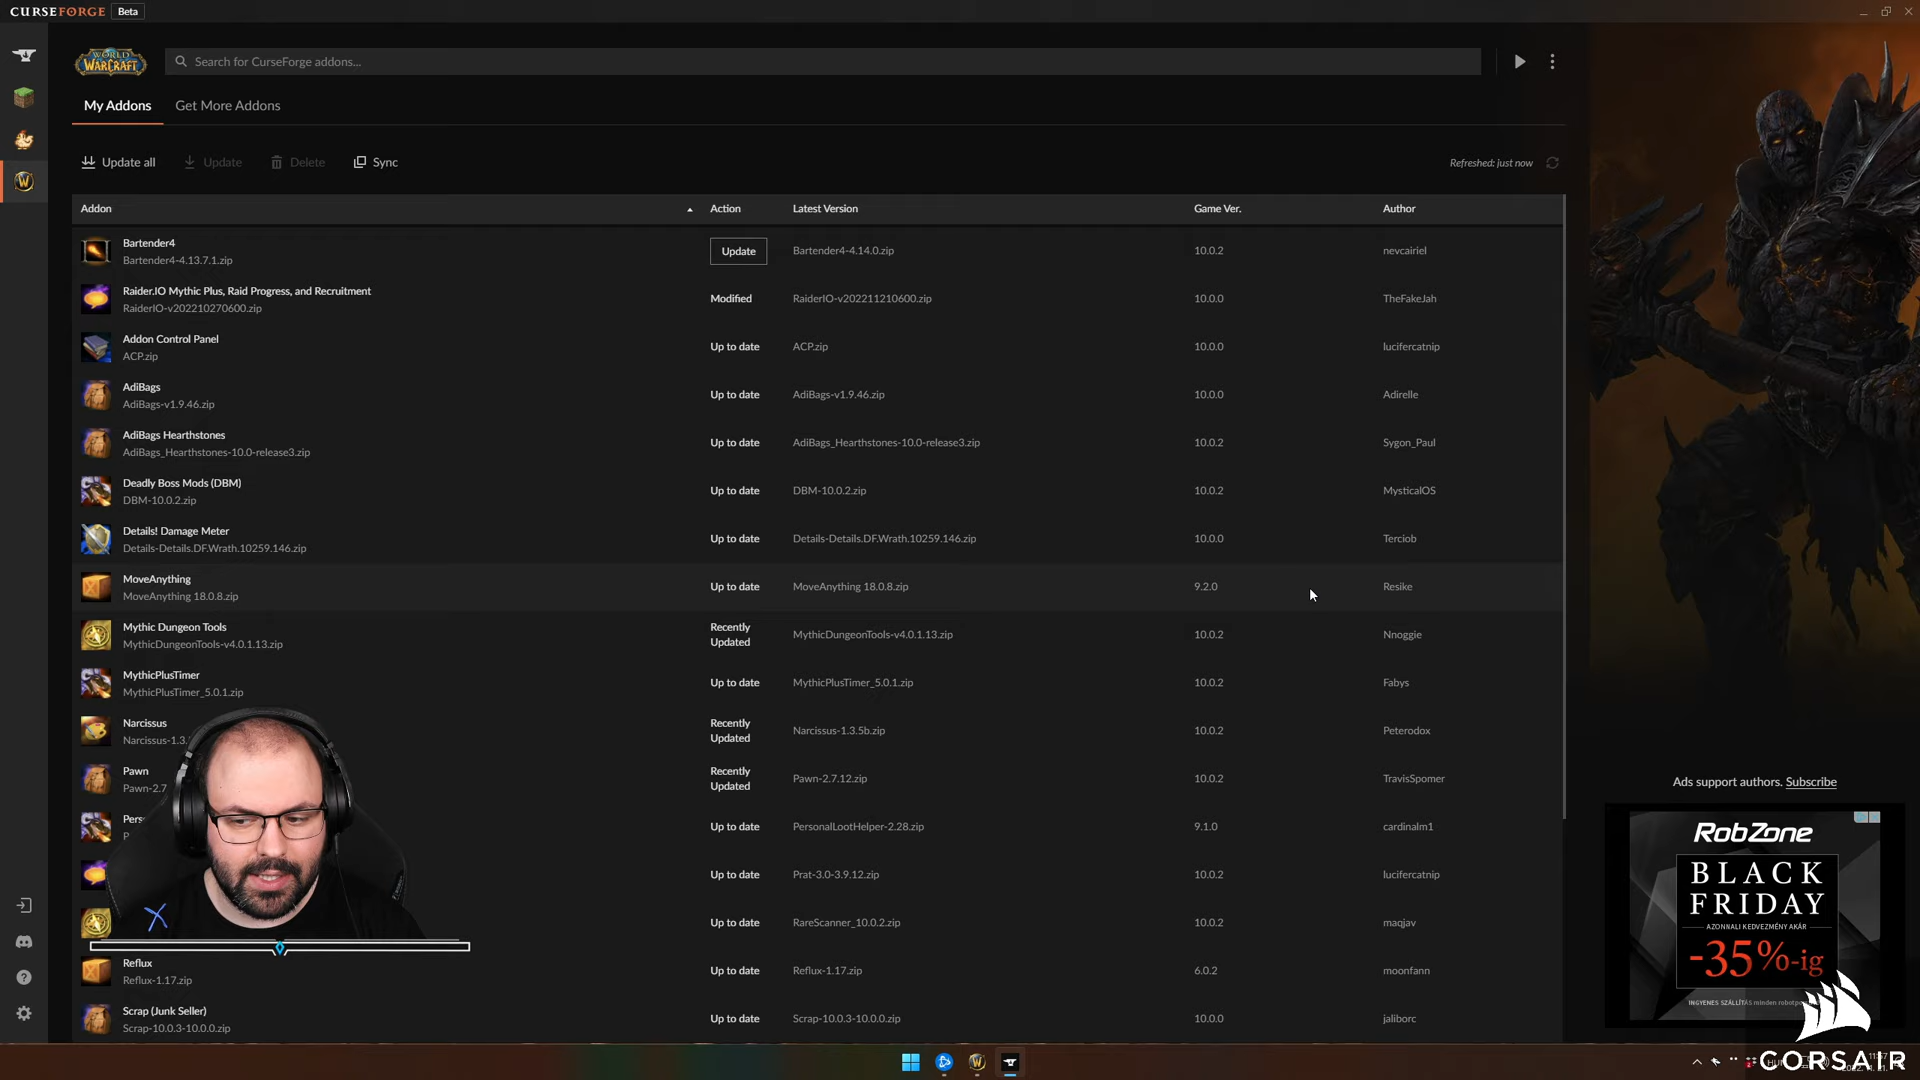 CURSEFORGE Beta
WORLD WARCRAFT
Search for CurseForge addons...
My Addons Get More Addons
Update all Update Delete Sync
Refreshed: just now
Addon Action Latest Version Game Ver. Author
Bartender4
Bartender4-4.13.7.1.zip
Update Bartender4-4.14.0.zip 10.0.2 nevcairiel
Raider.IO Mythic Plus, Raid Progress, and Recruitment
RaiderIO-v202210270600.zip
Modified RaiderIO-v202211210600.zip 10.0.0 TheFakeJah
Addon Control Panel
ACP.zip
Up to date ACP.zip 10.0.0 lucifercatnip
AdiBags
AdiBags-v1.9.46.zip
Up to date AdiBags-v1.9.46.zip 10.0.0 Adirelle
AdiBags Hearthstones
AdiBags_Hearthstones-10.0-release3.zip
Up to date AdiBags_Hearthstones-10.0-release3.zip 10.0.2 Sygon_Paul
Deadly Boss Mods (DBM)
DBM-10.0.2.zip
Up to date DBM-10.0.2.zip 10.0.2 MysticalOS
Details! Damage Meter
Details-Details.DF.Wrath.10259.146.zip
Up to date Details-Details.DF.Wrath.10259.146.zip 10.0.0 Terciob
MoveAnything
MoveAnything 18.0.8.zip
Up to date MoveAnything 18.0.8.zip 9.2.0 Resike
Mythic Dungeon Tools
MythicDungeonTools-v4.0.1.13.zip
Recently
Updated
MythicDungeonTools-v4.0.1.13.zip 10.0.2 Nnoggie
MythicPlusTimer
MythicPlusTimer_5.0.1.zip
Up to date MythicPlusTimer_5.0.1.zip 10.0.2 Fabys
Narcissus
Narcissus-1.3.
Recently
Updated
Narcissus-1.3.5b.zip 10.0.2 Peterodox
Pawn
Pawn-2.7
Recently
Updated
Pawn-2.7.12.zip 10.0.2 TravisSpomer
Pers
P
Up to date PersonalLootHelper-2.28.zip 9.1.0 cardinalm1
Up to date Prat-3.0-3.9.12.zip 10.0.2 lucifercatnip
Up to date RareScanner_10.0.2.zip 10.0.2 maqjav
Reflux
Reflux-1.17.zip
Up to date Reflux-1.17.zip 6.0.2 moonfann
Scrap (Junk Seller)
Scrap-10.0.3-10.0.0.zip
Up to date Scrap-10.0.3-10.0.0.zip 10.0.0 jaliborc
Ads support authors. Subscribe
RobZone
BLACK
FRIDAY
AZONNALI KEDVEZMÉNY AKÁR
-35%-ig
INGYENES SZÁLLÍTÁS minden
CORSAIR